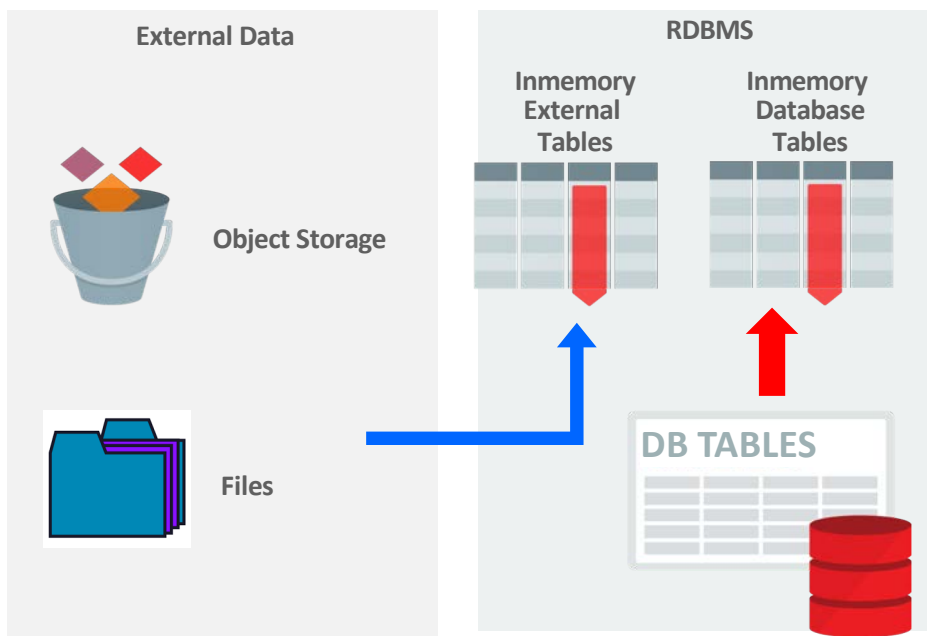 External Data
Object Storage
Files
RDBMS
Inmemory
External
Tables
Inmemory
Database
Tables
DB TABLES